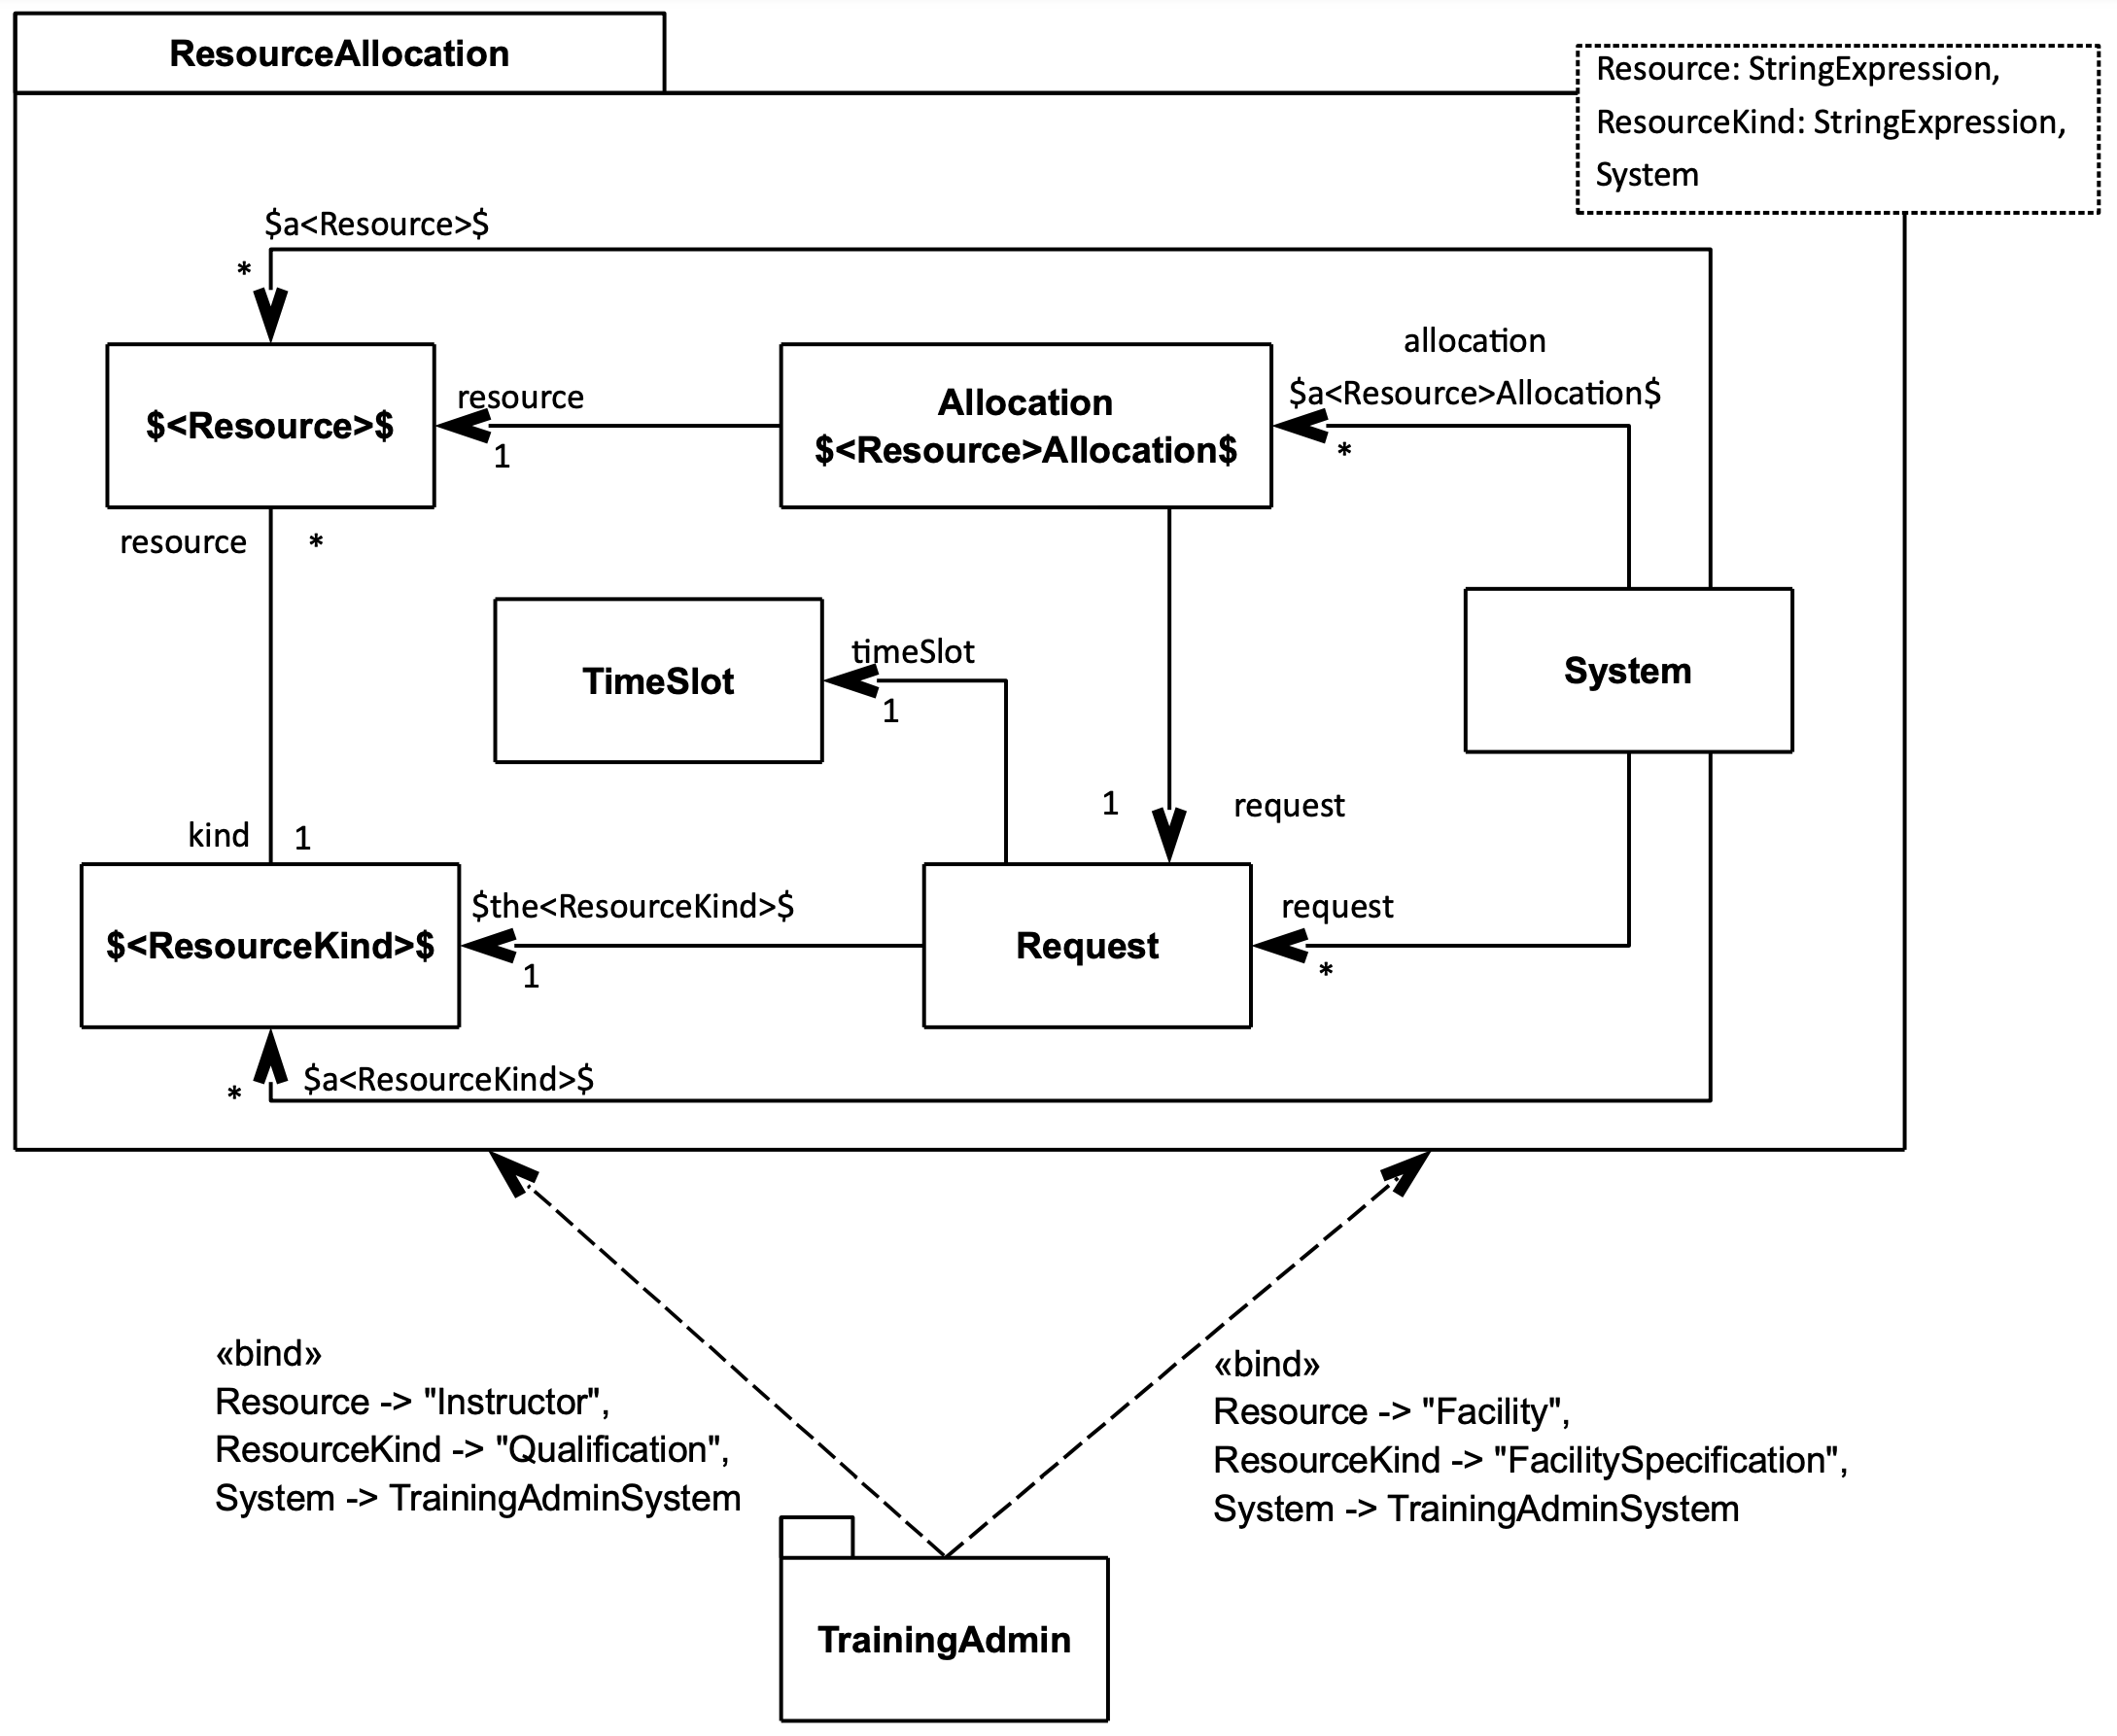 ResourceAllocation
Resource: StringExpression,
ResourceKind: StringExpression,
System
$a<Resource>$
*
allocation
$a<Resource>Allocation$
*
$<Resource>$
resource
1
Allocation
$<Resource>Allocation$
resource
*
TimeSlot
timeSlot
1
System
1
request
kind
1
$<ResourceKind>$
$the<ResourceKind>$
1
Request
request
*
$a<ResourceKind>$
*
«bind»
Resource -> "Instructor",
ResourceKind -> "Qualification",
System -> TrainingAdminSystem
«bind»
Resource -> "Facility",
ResourceKind -> "FacilitySpecification",
System -> TrainingAdminSystem
TrainingAdmin